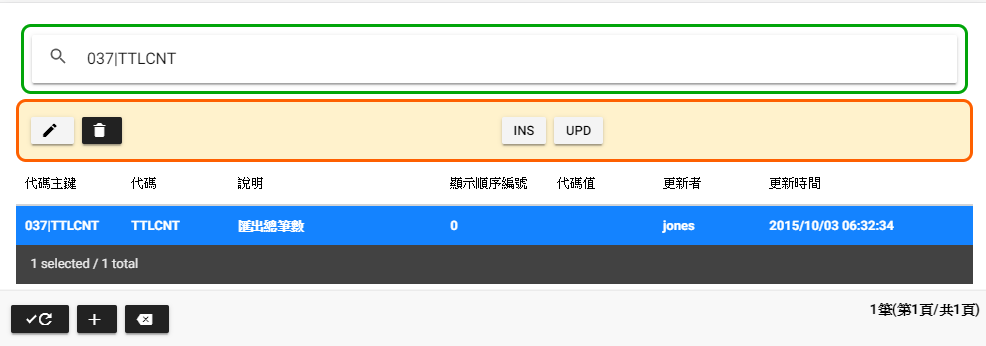 037|TTLCNT
INS UPD
代碼主鍵 代碼 說明 顯示順序編號 代碼值 更新者 更新時間
037|TTLCNT TTLCNT 匯出總筆數 0 jones 2015/10/03 06:32:34
1 selected / 1 total
1筆(第1頁/共1頁)